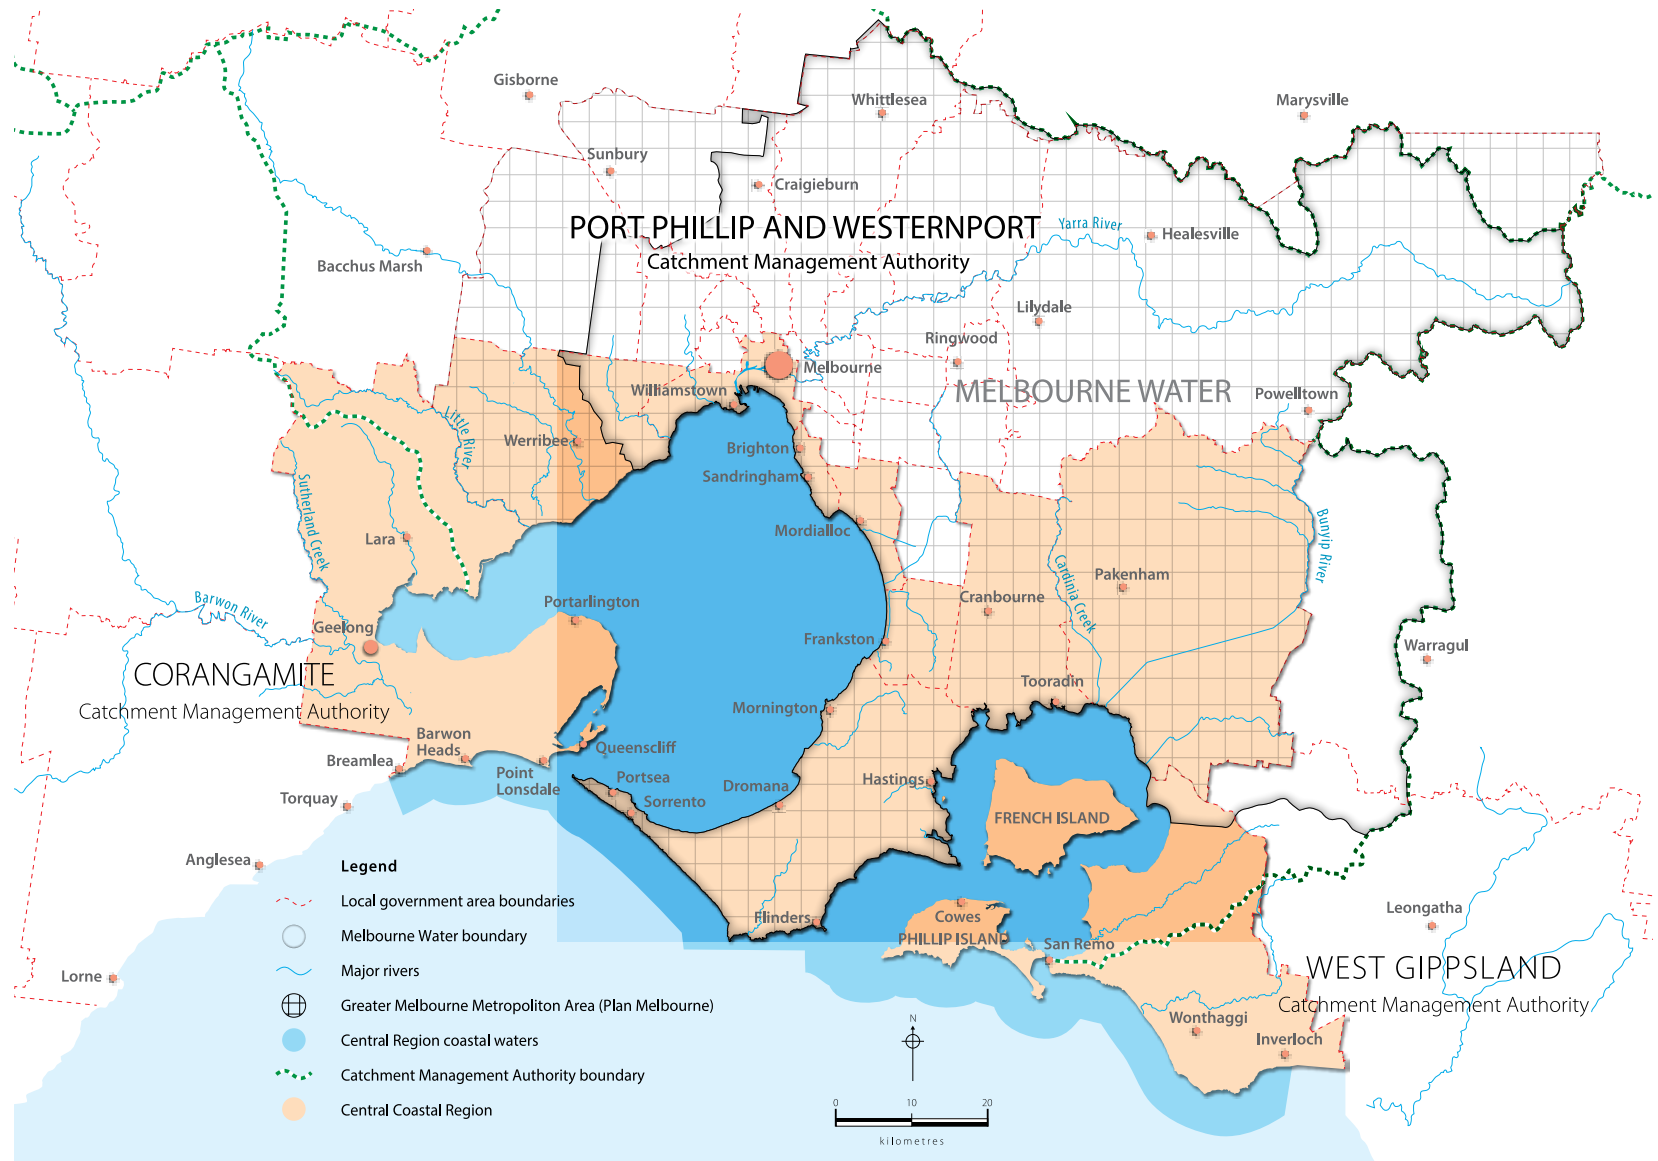 Gisborne
Whittlesea
Marysville
Sunbury
Craigieburn
PORT PHILLIP AND WESTERNPORT
Catchment Management Authority
Yarra River
Healesville
Bacchus Marsh
Lilydale
Ringwood
Melbourne
MELBOURNE WATER
Williamstown
Powelltown
Little River
Werribee
Brighton
Sandringham
Sutherland Creek
Lara
Mordialloc
Bunyip River
Cardinia Creek
Pakenham
Cranbourne
Barwon River
Portarlington
Geelong
Frankston
Warragul
CORANGAMITE
Catchment Management Authority
Tooradin
Mornington
Barwon
Heads
Queenscliff
Breamlea
Point
Lonsdale
Portsea
Sorrento
Dromana
Hastings
Torquay
FRENCH ISLAND
Anglesea
Legend
Local government area boundaries
Melbourne Water boundary
Major rivers
Greater Melbourne Metropoliton Area (Plan Melbourne)
Central Region coastal waters
Catchment Management Authority boundary
Central Coastal Region
Flinders
Cowes
PHILLIP ISLAND
San Remo
Leongatha
WEST GIPPSLAND
Catchment Management Authority
Lorne
Wonthaggi
Inverloch
N
0 10 20
kilometres